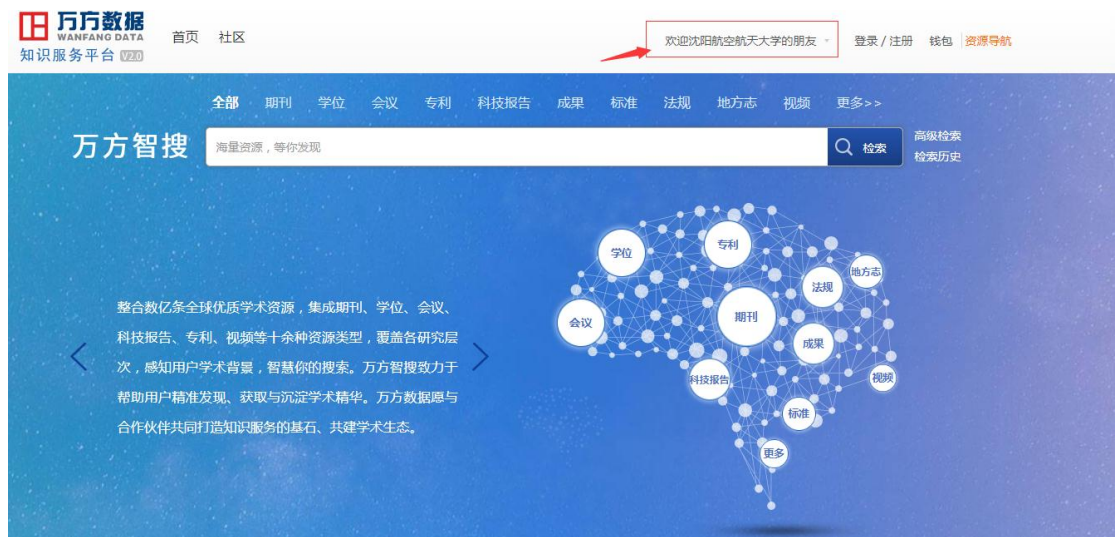 万方数据
WANFANG DATA
知识服务平台 V2.0
首页 社区
欢迎沈阳航空航天大学的朋友
登录 / 注册 钱包 资源导航
全部 期刊 学位 会议 专利 科技报告 成果 标准 法规 地方志 视频 更多>>
万方智搜
海量资源，等你发现
检索
高级检索
检索历史
整合数亿条全球优质学术资源，集成期刊、学位、会议、
科技报告、专利、视频等十余种资源类型，覆盖各研究层
次，感知用户学术背景，智慧你的搜索。万方智搜致力于
帮助用户精准发现、获取与沉淀学术精华。万方数据愿与
合作伙伴共同打造知识服务的基石、共建学术生态。
学位
专利
地方志
法规
会议
期刊
成果
科技报告
视频
标准
更多